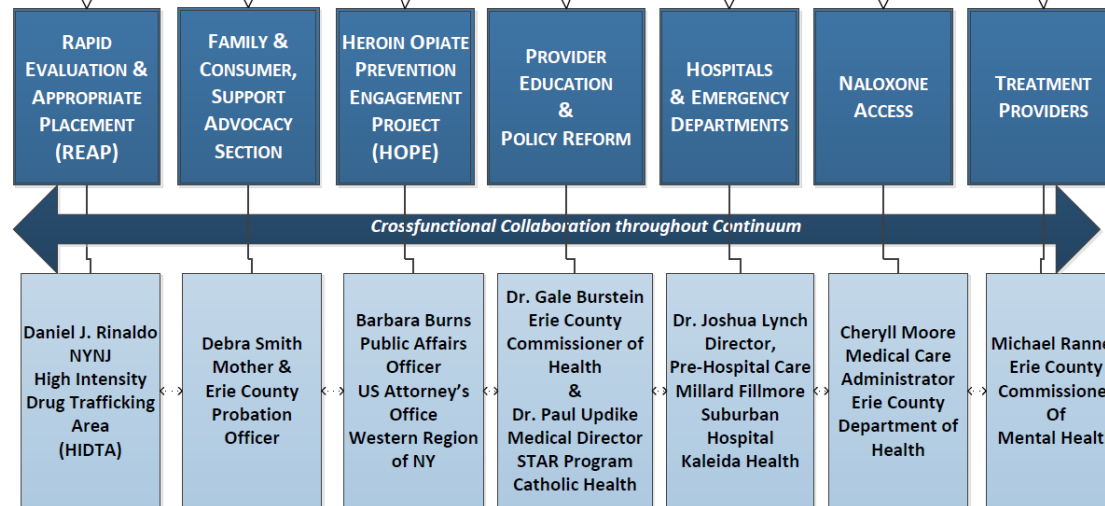 RAPID
EVALUATION &
APPROPRIATE
PLACEMENT
(REAP)
FAMILY &
CONSUMER,
SUPPORT
ADVOCACY
SECTION
HEROIN OPIATE
PREVENTION
ENGAGEMENT
PROJECT
(HOPE)
PROVIDER
EDUCATION
&
POLICY REFORM
HOSPITALS
& EMERGENCY
DEPARTMENTS
NALOXONE
ACCESS
TREATMENT
PROVIDERS
Crossfunctional Collaboration throughout Continuum
Daniel J. Rinaldo
NYNJ
High Intensity
Drug Trafficking
Area
(HIDTA)
Debra Smith
Mother &
Erie County
Probation
Officer
Barbara Burns
Public Affairs
Officer
US Attorney's
Office
Western Region
of NY
Dr. Gale Burstein
Erie County
Commissioner of
Health
&
Dr. Paul Updike
Medical Director
STAR Program
Catholic Health
Dr. Joshua Lynch
Director,
Pre-Hospital Care
Millard Fillmore
Suburban
Hospital
Kaleida Health
Cheryll Moore
Medical Care
Administrator
Erie County
Department of
Health
Michael
Erie County
Of
Mental